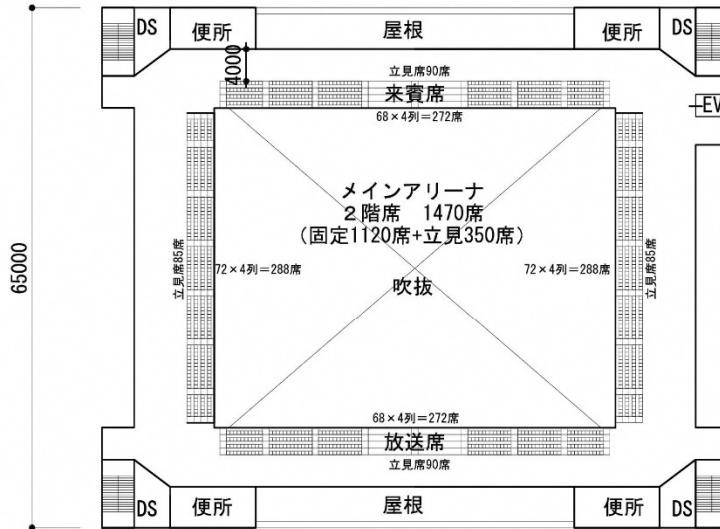 DS
便所
屋根
便所
DS
4000
立見席90席
来賓席
EV
68×4列＝272席
メインアリーナ
2階席 1470席
(固定1120席+立見350席)
65000
立見席85席
72×4列＝288席
吹抜
72×4列＝288席
立見席85席
68×4列＝272席
放送席
立見席90席
DS
便所
屋根
便所
DS